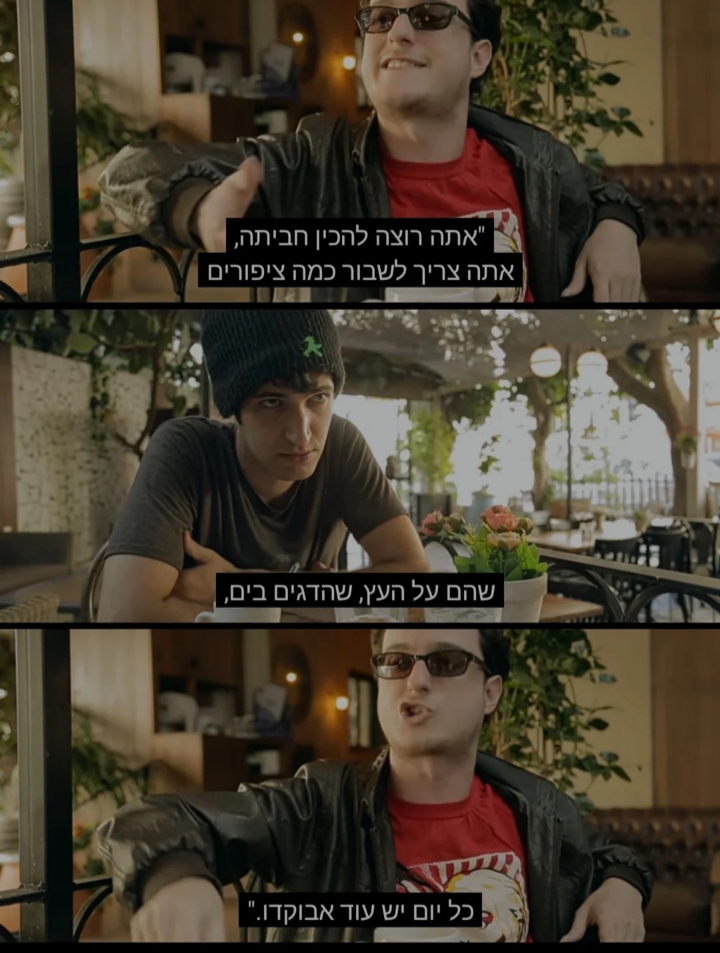 "אתה רוצה להכין חביתה,
אתה צריך לשבור כמה ציפורים
שהם על העץ, שהדגים בים,
כל יום יש עוד אבוקדו."